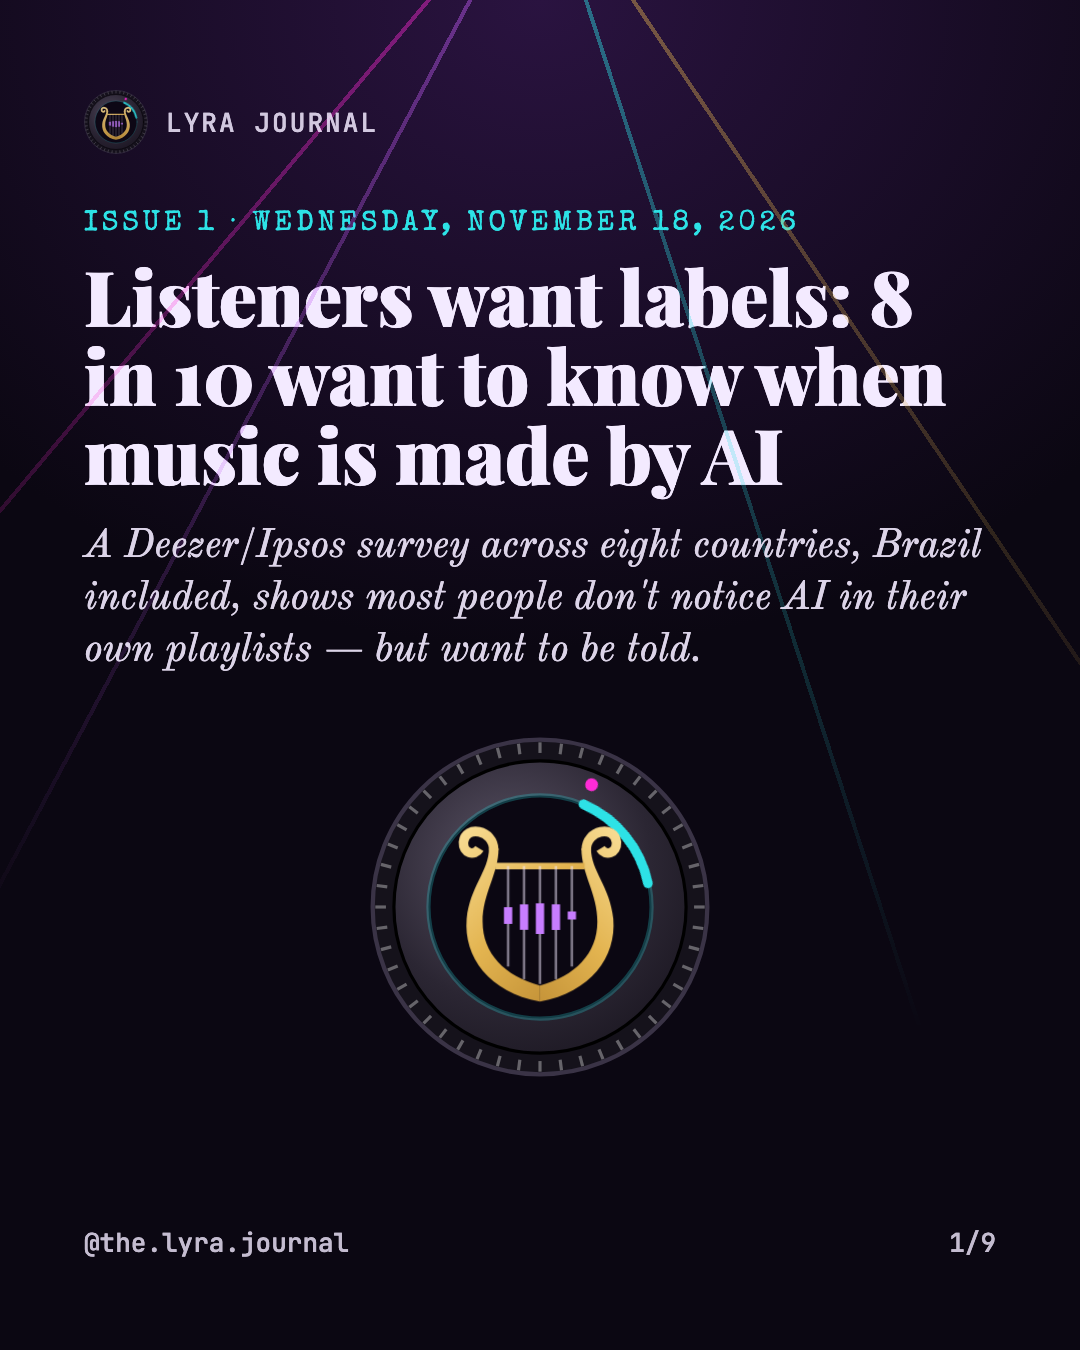 LYRA JOURNAL
ISSUE 1 · WEDNESDAY, NOVEMBER 18, 2026
Listeners want labels: 8
in 10 want to know when
music is made by AI
A Deezer/Ipsos survey across eight countries, Brazil
included, shows most people don't notice AI in their
own playlists — but want to be told.
@the.lyra.journal
1/9